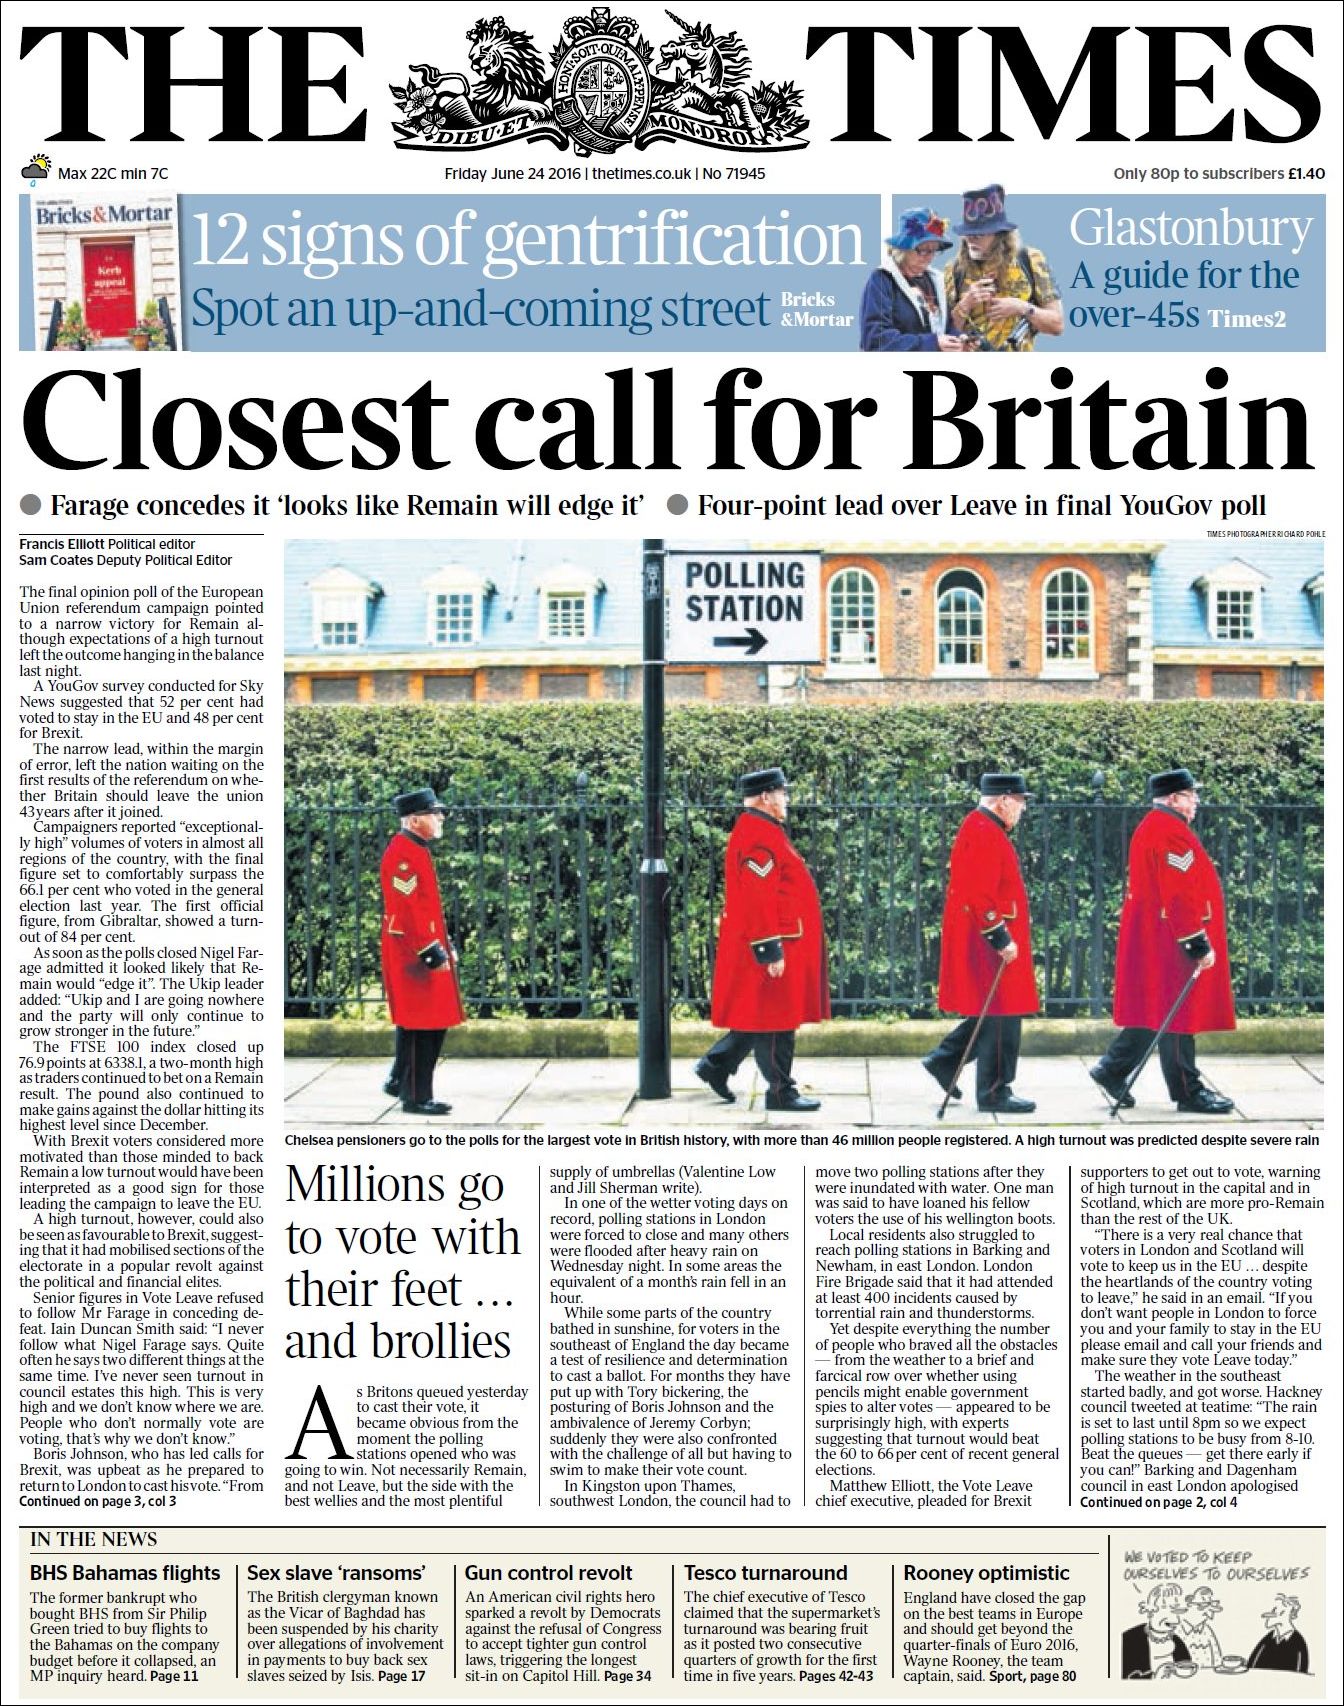 THE TIMES
HONI·SOIT·QUI·MAL·Y·PENSE
DIEU·ET MON·DROIT
Max 22C min 7C
Friday June 24 2016 | thetimes.co.uk | No 71945
Only 80p to subscribers £1.40
Bricks&Mortar
Kerb
appeal
12 signs of gentrification
Spot an up-and-coming street Bricks
&Mortar
Glastonbury
A guide for the
over-45s Times2
Closest call for Britain
● Farage concedes it ‘looks like Remain will edge it’ ● Four-point lead over Leave in final YouGov poll
TIMES PHOTOGRAPHER RICHARD POHLE
Francis Elliott Political editor
Sam Coates Deputy Political Editor
The final opinion poll of the European
Union referendum campaign pointed
to a narrow victory for Remain al-
though expectations of a high turnout
left the outcome hanging in the balance
last night.
A YouGov survey conducted for Sky
News suggested that 52 per cent had
voted to stay in the EU and 48 per cent
for Brexit.
The narrow lead, within the margin
of error, left the nation waiting on the
first results of the referendum on whe-
ther Britain should leave the union
43 years after it joined.
Campaigners reported “exceptional-
ly high” volumes of voters in almost all
regions of the country, with the final
figure set to comfortably surpass the
66.1 per cent who voted in the general
election last year. The first official
figure, from Gibraltar, showed a turn-
out of 84 per cent.
As soon as the polls closed Nigel Far-
age admitted it looked likely that Re-
main would “edge it”. The Ukip leader
added: “Ukip and I are going nowhere
and the party will only continue to
grow stronger in the future.”
The FTSE 100 index closed up
76.9 points at 6338.1, a two-month high
as traders continued to bet on a Remain
result. The pound also continued to
make gains against the dollar hitting its
highest level since December.
With Brexit voters considered more
motivated than those minded to back
Remain a low turnout would have been
interpreted as a good sign for those
leading the campaign to leave the EU.
A high turnout, however, could also
be seen as favourable to Brexit, suggest-
ing that it had mobilised sections of the
electorate in a popular revolt against
the political and financial elites.
Senior figures in Vote Leave refused
to follow Mr Farage in conceding de-
feat. Iain Duncan Smith said: “I never
follow what Nigel Farage says. Quite
often he says two different things at the
same time. I’ve never seen turnout in
council estates this high. This is very
high and we don’t know where we are.
People who don’t normally vote are
voting, that’s why we don’t know.”
Boris Johnson, who has led calls for
Brexit, was upbeat as he prepared to
return to London to cast his vote. “From
Continued on page 3, col 3
POLLING
STATION
Chelsea pensioners go to the polls for the largest vote in British history, with more than 46 million people registered. A high turnout was predicted despite severe rain
Millions go
to vote with
their feet ...
and brollies
As Britons queued yesterday
to cast their vote, it
became obvious from the
moment the polling
stations opened who was
going to win. Not necessarily Remain,
and not Leave, but the side with the
best wellies and the most plentiful
supply of umbrellas (Valentine Low
and Jill Sherman write).
In one of the wetter voting days on
record, polling stations in London
were forced to close and many others
were flooded after heavy rain on
Wednesday night. In some areas the
equivalent of a month’s rain fell in an
hour.
While some parts of the country
bathed in sunshine, for voters in the
southeast of England the day became
a test of resilience and determination
to cast a ballot. For months they have
put up with Tory bickering, the
posturing of Boris Johnson and the
ambivalence of Jeremy Corbyn;
suddenly they were also confronted
with the challenge of all but having to
swim to make their vote count.
In Kingston upon Thames,
southwest London, the council had to
move two polling stations after they
were inundated with water. One man
was said to have loaned his fellow
voters the use of his wellington boots.
Local residents also struggled to
reach polling stations in Barking and
Newham, in east London. London
Fire Brigade said that it had attended
at least 400 incidents caused by
torrential rain and thunderstorms.
Yet despite everything the number
of people who braved all the obstacles
— from the weather to a brief and
farcical row over whether using
pencils might enable government
spies to alter votes — appeared to be
surprisingly high, with experts
suggesting that turnout would beat
the 60 to 66 per cent of recent general
elections.
Matthew Elliott, the Vote Leave
chief executive, pleaded for Brexit
supporters to get out to vote, warning
of high turnout in the capital and in
Scotland, which are more pro-Remain
than the rest of the UK.
“There is a very real chance that
voters in London and Scotland will
vote to keep us in the EU ... despite
the heartlands of the country voting
to leave,” he said in an email. “If you
don’t want people in London to force
you and your family to stay in the EU
please email and call your friends and
make sure they vote Leave today.”
The weather in the southeast
started badly, and got worse. Hackney
council tweeted at teatime: “The rain
is set to last until 8pm so we expect
polling stations to be busy from 8-10.
Beat the queues — get there early if
you can!” Barking and Dagenham
council in east London apologised
Continued on page 2, col 4
IN THE NEWS
BHS Bahamas flights
The former bankrupt who
bought BHS from Sir Philip
Green tried to buy flights to
the Bahamas on the company
budget before it collapsed, an
MP inquiry heard. Page 11
Sex slave ‘ransoms’
The British clergyman known
as the Vicar of Baghdad has
been suspended by his charity
over allegations of involvement
in payments to buy back sex
slaves seized by Isis. Page 17
Gun control revolt
An American civil rights hero
sparked a revolt by Democrats
against the refusal of Congress
to accept tighter gun control
laws, triggering the longest
sit-in on Capitol Hill. Page 34
Tesco turnaround
The chief executive of Tesco
claimed that the supermarket’s
turnaround was bearing fruit
as it posted two consecutive
quarters of growth for the first
time in five years. Pages 42-43
Rooney optimistic
England have closed the gap
on the best teams in Europe
and should get beyond the
quarter-finals of Euro 2016,
Wayne Rooney, the team
captain, said. Sport, page 80
WE VOTED TO KEEP
OURSELVES TO OURSELVES